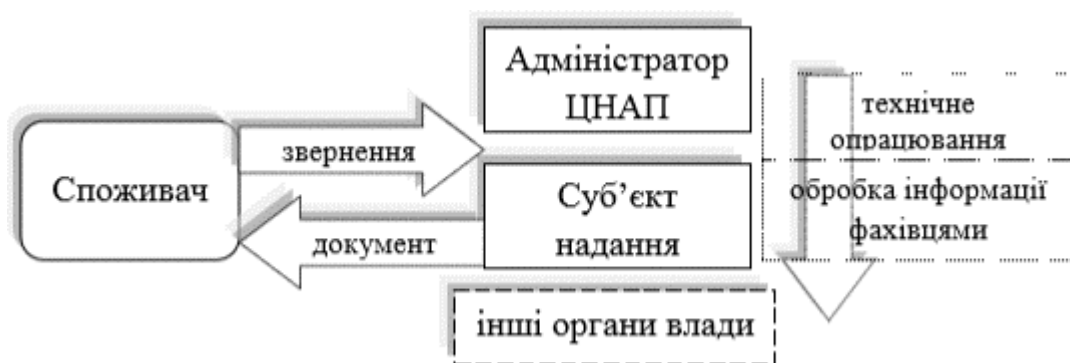 Адміністратор
ЦНАП
технічне
опрацювання
звернення
Споживач
Суб’єкт
надання
обробка інформації
фахівцями
документ
інші органи влади